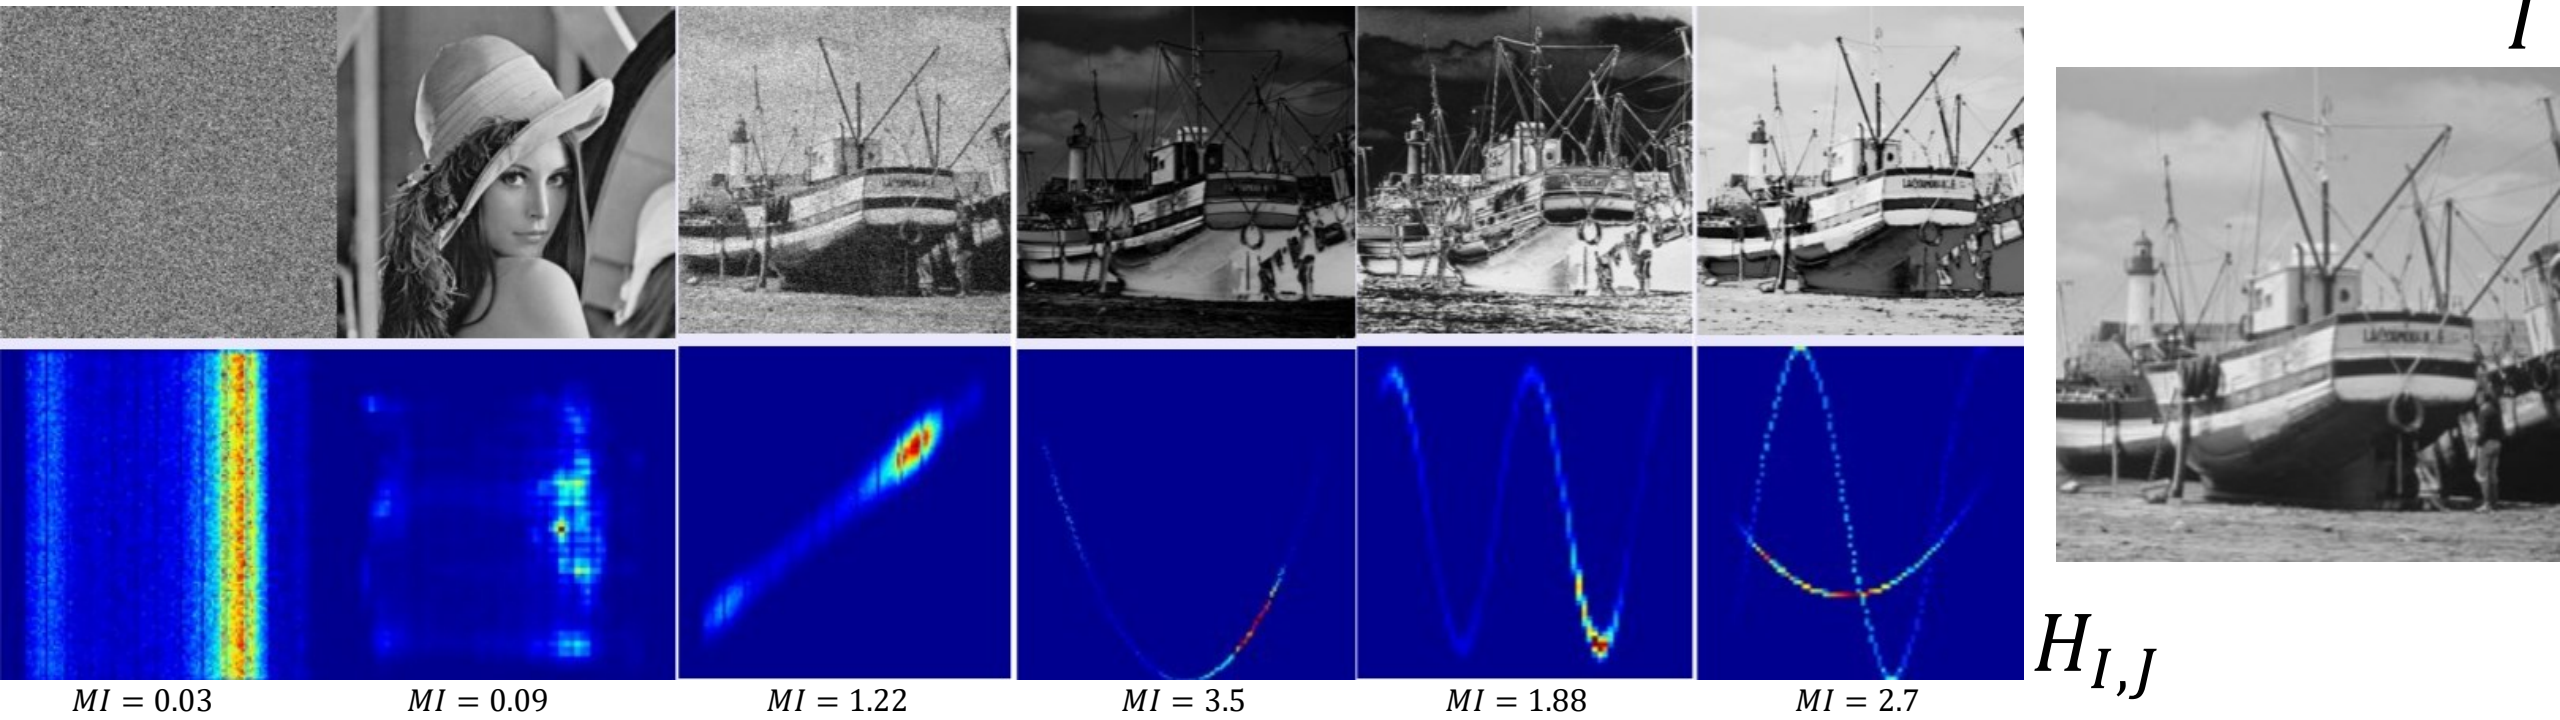 I
H_{I,J}
MI = 0.03
MI = 0.09
MI = 1.22
MI = 3.5
MI = 1.88
MI = 2.7